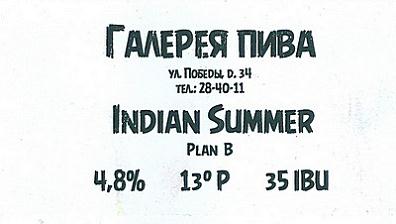 Галерея пива
ул. Победы, д. 34
тел.: 28-40-11
Indian Summer
Plan B
4,8% 13° P 35 IBU